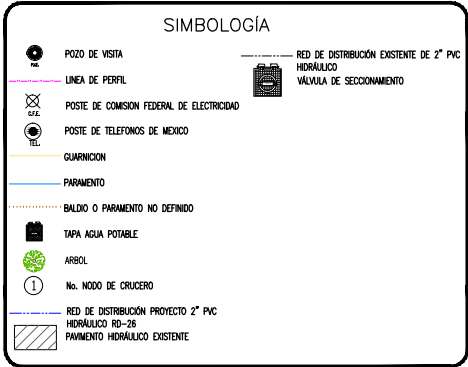 SIMBOLOGÍA
P.V.
POZO DE VISITA
LINEA DE PERFIL
C.F.E.
POSTE DE COMISION FEDERAL DE ELECTRICIDAD
TEL.
POSTE DE TELEFONOS DE MEXICO
GUARNICION
PARAMENTO
BALDIO O PARAMENTO NO DEFINIDO
TAPA AGUA POTABLE
ARBOL
1
No. NODO DE CRUCERO
RED DE DISTRIBUCIÓN PROYECTO 2" PVC
HIDRÁULICO RD-26
PAVIMENTO HIDRÁULICO EXISTENTE
RED DE DISTRIBUCIÓN EXISTENTE DE 2" PVC
HIDRÁULICO
VÁLVULA DE SECCIONAMIENTO